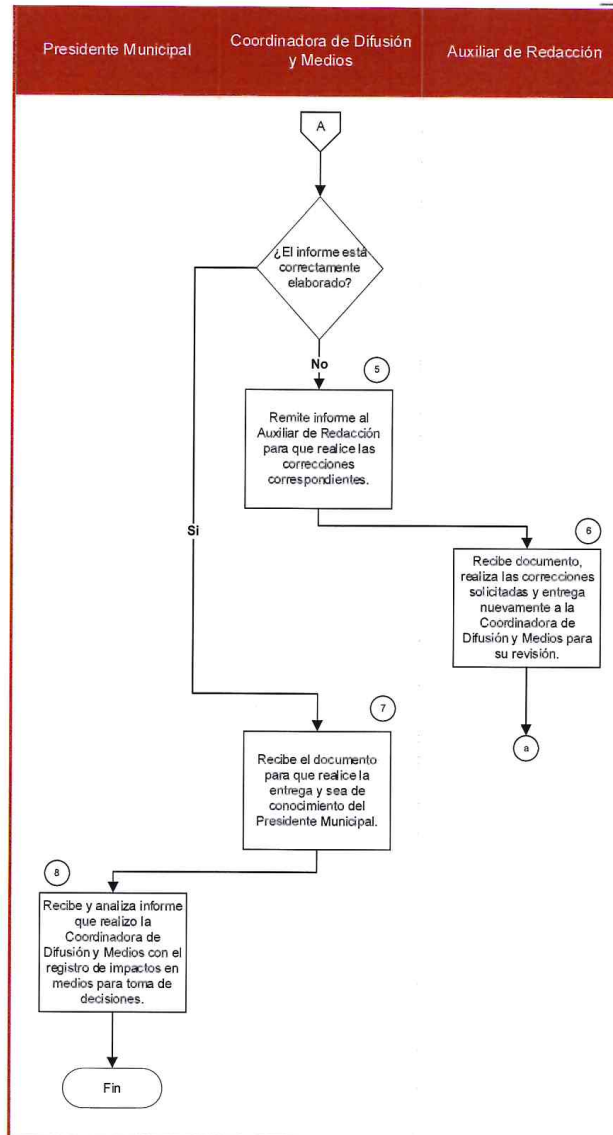 Presidente Municipal
Coordinadora de Difusión
y Medios
Auxiliar de Redacción
A
¿El informe está
correctamente
elaborado?
No
5
Remite informe al
Auxiliar de Redacción
para que realice las
correcciones
correspondientes.
Si
6
Recibe documento,
realiza las correcciones
solicitadas y entrega
nuevamente a la
Coordinadora de
Difusión y Medios para
su revisión.
a
7
Recibe el documento
para que realice la
entrega y sea de
conocimiento del
Presidente Municipal.
8
Recibe y analiza informe
que realizo la
Coordinadora de
Difusión y Medios con el
registro de impactos en
medios para toma de
decisiones.
Fin